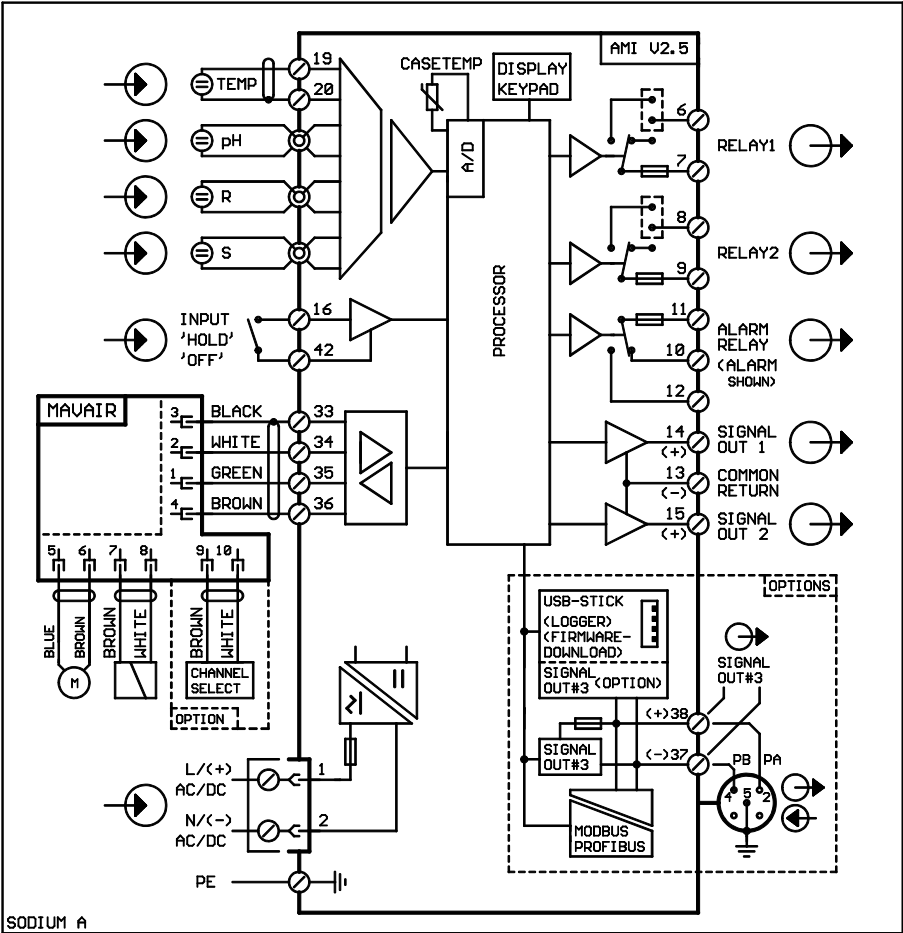 AMI V2.5
19
TEMP
20
CASETEMP
DISPLAY
KEYPAD
A/D
pH
R
S
6
RELAY1
7
8
RELAY2
9
PROCESSOR
INPUT
'HOLD'
'OFF'
16
42
11
ALARM
RELAY
10
(ALARM
SHOWN)
12
MAVAIR
3
BLACK
33
2
WHITE
34
1
GREEN
35
4
BROWN
36
14
(+)
SIGNAL
OUT 1
13
(-)
COMMON
RETURN
15
(+)
SIGNAL
OUT 2
5
6
7
8
9
10
BLUE
BROWN
BROWN
WHITE
BROWN
WHITE
M
CHANNEL
SELECT
OPTION
OPTIONS
USB-STICK
(LOGGER)
(FIRMWARE-
DOWNLOAD)
SIGNAL
OUT#3 (OPTION)
SIGNAL
OUT#3
(+)38
SIGNAL
OUT#3
(-)37
PB
PA
4
5
2
MODBUS
PROFIBUS
L/(+)
AC/DC
1
N/(-)
AC/DC
2
PE
SODIUM A